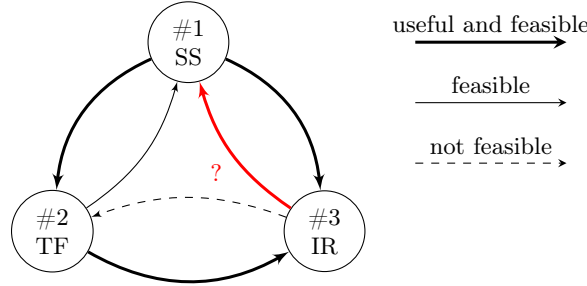 #1
SS
useful and feasible
feasible
not feasible
?
#2
TF
#3
IR